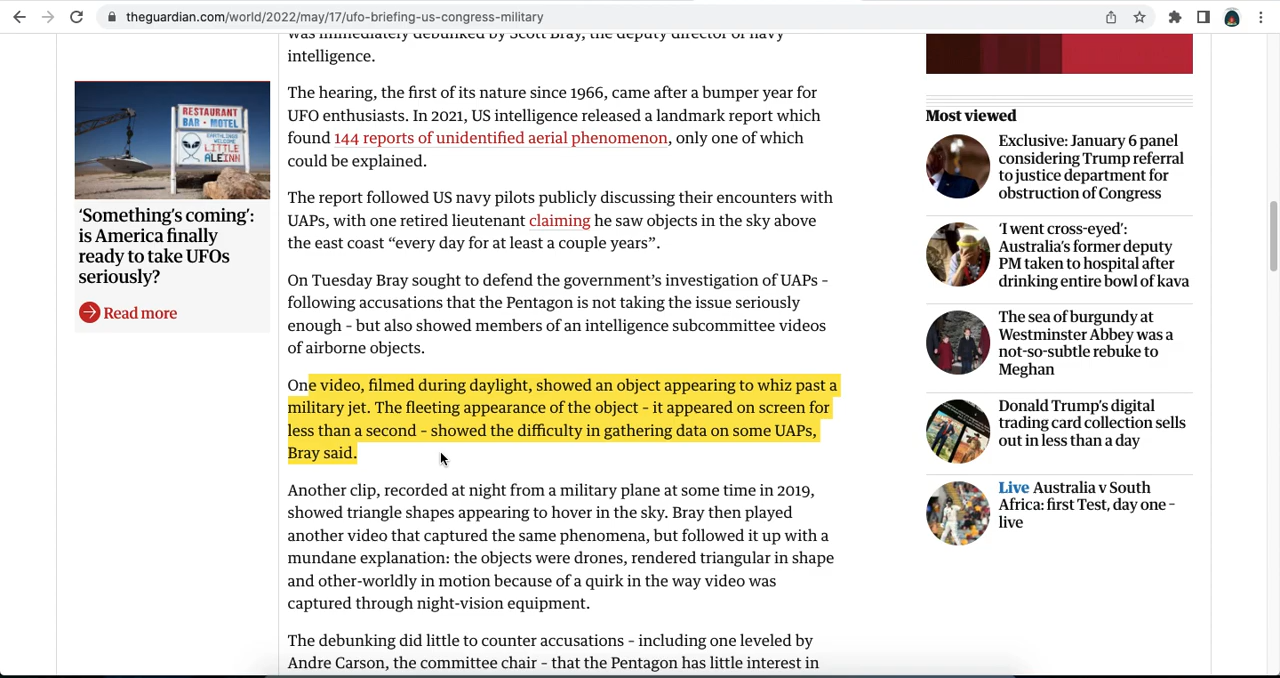 theguardian.com/world/2022/may/17/ufo-briefing-us-congress-military
was immediately debunked by Scott Bray, the deputy director of navy
intelligence.
The hearing, the first of its nature since 1966, came after a bumper year for
UFO enthusiasts. In 2021, US intelligence released a landmark report which
found 144 reports of unidentified aerial phenomenon, only one of which
could be explained.
The report followed US navy pilots publicly discussing their encounters with
UAPs, with one retired lieutenant claiming he saw objects in the sky above
the east coast “every day for at least a couple years”.
On Tuesday Bray sought to defend the government’s investigation of UAPs –
following accusations that the Pentagon is not taking the issue seriously
enough – but also showed members of an intelligence subcommittee videos
of airborne objects.
One video, filmed during daylight, showed an object appearing to whiz past a
military jet. The fleeting appearance of the object – it appeared on screen for
less than a second – showed the difficulty in gathering data on some UAPs,
Bray said.
Another clip, recorded at night from a military plane at some time in 2019,
showed triangle shapes appearing to hover in the sky. Bray then played
another video that captured the same phenomena, but followed it up with a
mundane explanation: the objects were drones, rendered triangular in shape
and other-worldly in motion because of a quirk in the way video was
captured through night-vision equipment.
The debunking did little to counter accusations – including one leveled by
Andre Carson, the committee chair – that the Pentagon has little interest in
RESTAURANT
BAR · MOTEL
EARTHLINGS
WELCOME
LITTLE
A'LE'INN
‘Something’s coming’:
is America finally
ready to take UFOs
seriously?
Read more
Most viewed
Exclusive: January 6 panel
considering Trump referral
to justice department for
obstruction of Congress
‘I went cross-eyed’:
Australia’s former deputy
PM taken to hospital after
drinking entire bowl of kava
The sea of burgundy at
Westminster Abbey was a
not-so-subtle rebuke to
Meghan
Donald Trump’s digital
trading card collection sells
out in less than a day
Live Australia v South
Africa: first Test, day one –
live